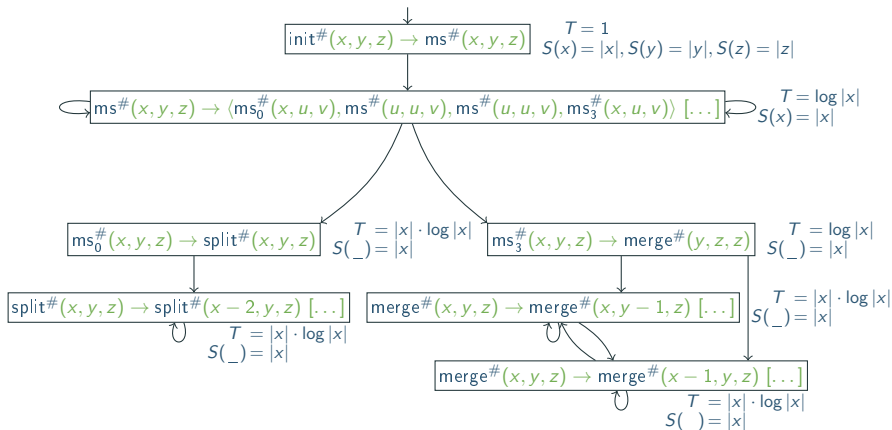 init#(x, y, z) → ms#(x, y, z)
T = 1
S(x) = |x|, S(y) = |y|, S(z) = |z|
ms#(x, y, z) → ⟨ms₀#(x, u, v), ms#(u, u, v), ms#(u, u, v), ms₃#(x, u, v)⟩ [...]
T = log |x|
S(x) = |x|
ms₀#(x, y, z) → split#(x, y, z)
T = |x| · log |x|
S(_) = |x|
ms₃#(x, y, z) → merge#(y, z, z)
T = log |x|
S(_) = |x|
split#(x, y, z) → split#(x − 2, y, z) [...]
T = |x| · log |x|
S(_) = |x|
merge#(x, y, z) → merge#(x, y − 1, z) [...]
T = |x| · log |x|
S(_) = |x|
merge#(x, y, z) → merge#(x − 1, y, z) [...]
T = |x| · log |x|
S( ) = |x|